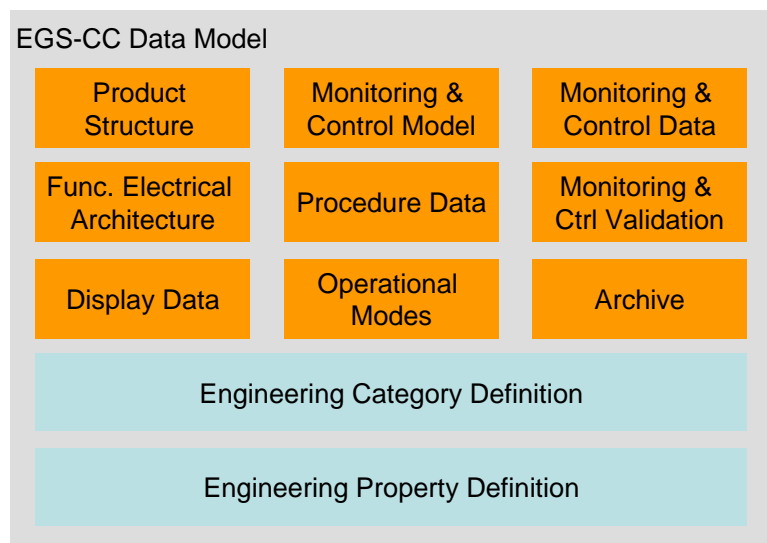 EGS-CC Data Model
Product
Structure
Monitoring &
Control Model
Monitoring &
Control Data
Func. Electrical
Architecture
Procedure Data
Monitoring &
Ctrl Validation
Display Data
Operational
Modes
Archive
Engineering Category Definition
Engineering Property Definition